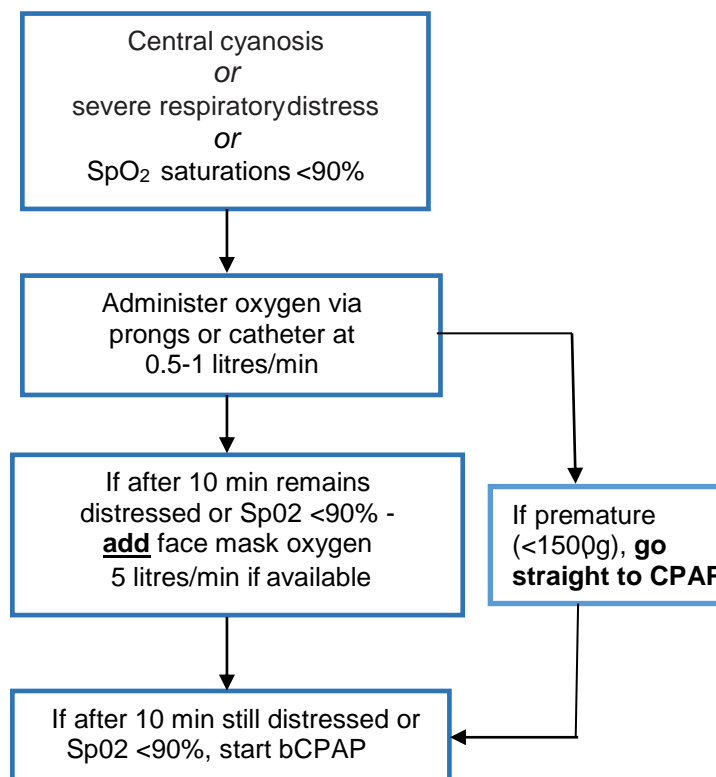 Central cyanosis
or
severe respiratorydistress
or
SpO₂ saturations <90%
Administer oxygen via
prongs or catheter at
0.5-1 litres/min
If after 10 min remains
distressed or Sp02 <90% -
add face mask oxygen
5 litres/min if available
If premature
(<1500g), go
straight to CPAP
If after 10 min still distressed or
Sp02 <90%, start bCPAP